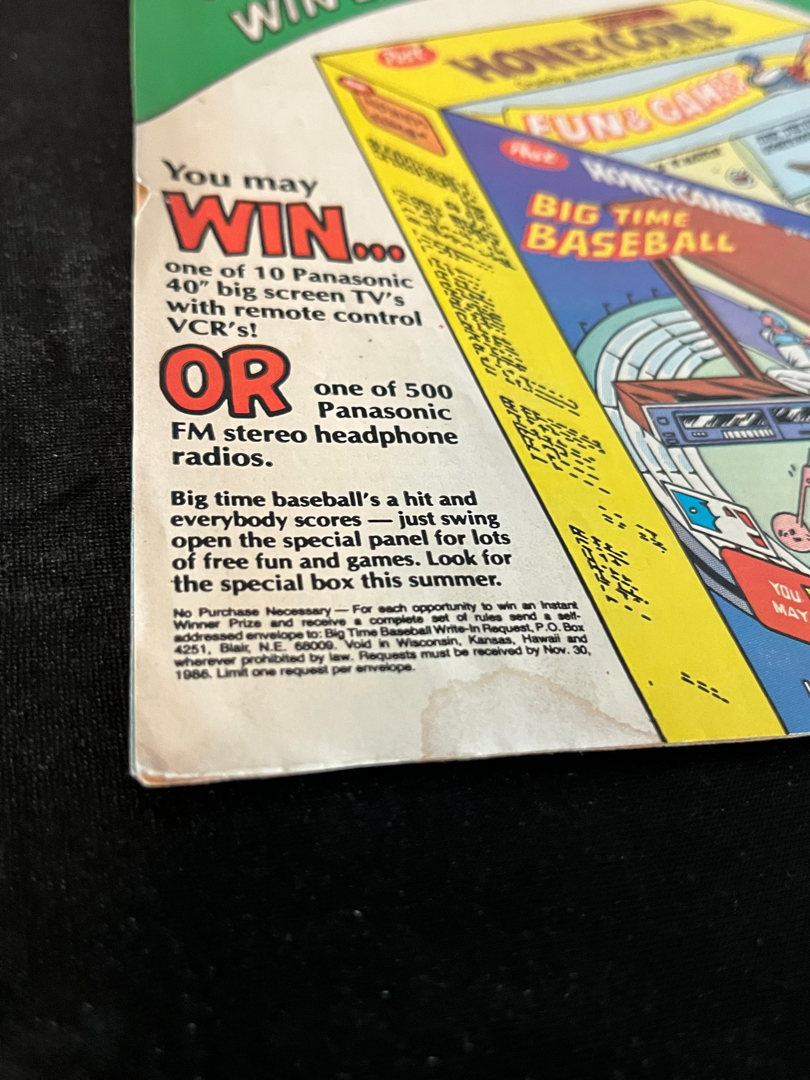 WIN
Post
HONEYCOMB
FUN & GAMES
Post
HONEYCOMB
BIG TIME
BASEBALL
You may
WIN...
one of 10 Panasonic
40” big screen TV's
with remote control
VCR's!
OR one of 500
Panasonic
FM stereo headphone
radios.
Big time baseball's a hit and
everybody scores — just swing
open the special panel for lots
of free fun and games. Look for
the special box this summer.
No Purchase Necessary — For each opportunity to win an Instant
Winner Prize and receive a complete set of rules send a self-
addressed envelope to: Big Time Baseball Write-In Request, P.O. Box
4251, Blair, N.E. 68009. Void in Wisconsin, Kansas, Hawaii and
wherever prohibited by law. Requests must be received by Nov. 30,
1986. Limit one request per envelope.
YOU
MAY